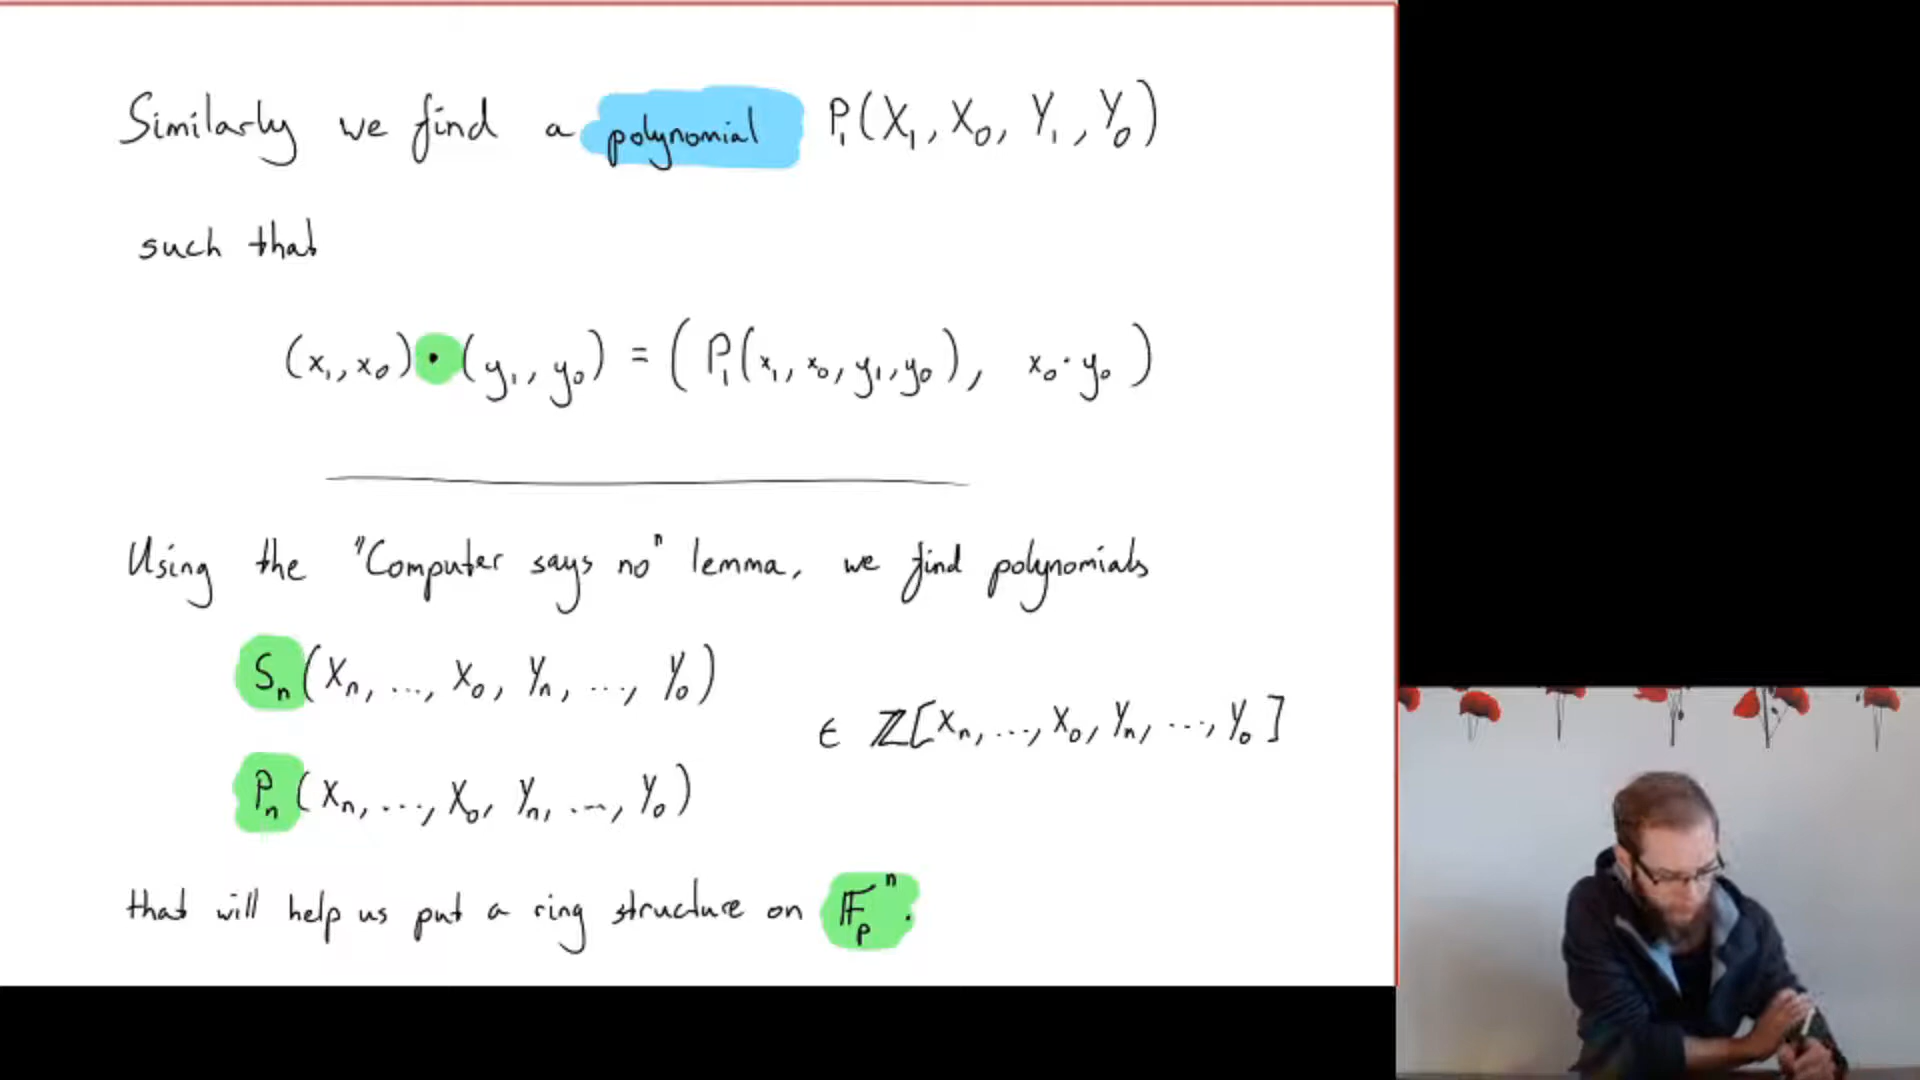 Similarly we find a polynomial P₁(X₁, X₀, Y₁, Y₀)
such that
(x₁, x₀) • (y₁, y₀) = (P₁(x₁, x₀, y₁, y₀), x₀·y₀)
Using the "Computer says no" lemma, we find polynomials
Sₙ(Xₙ, ..., X₀, Yₙ, ..., Y₀)
∈ ℤ[Xₙ, ..., X₀, Yₙ, ..., Y₀]
Pₙ(Xₙ, ..., X₀, Yₙ, ..., Y₀)
that will help us put a ring structure on 𝔽ₚⁿ.